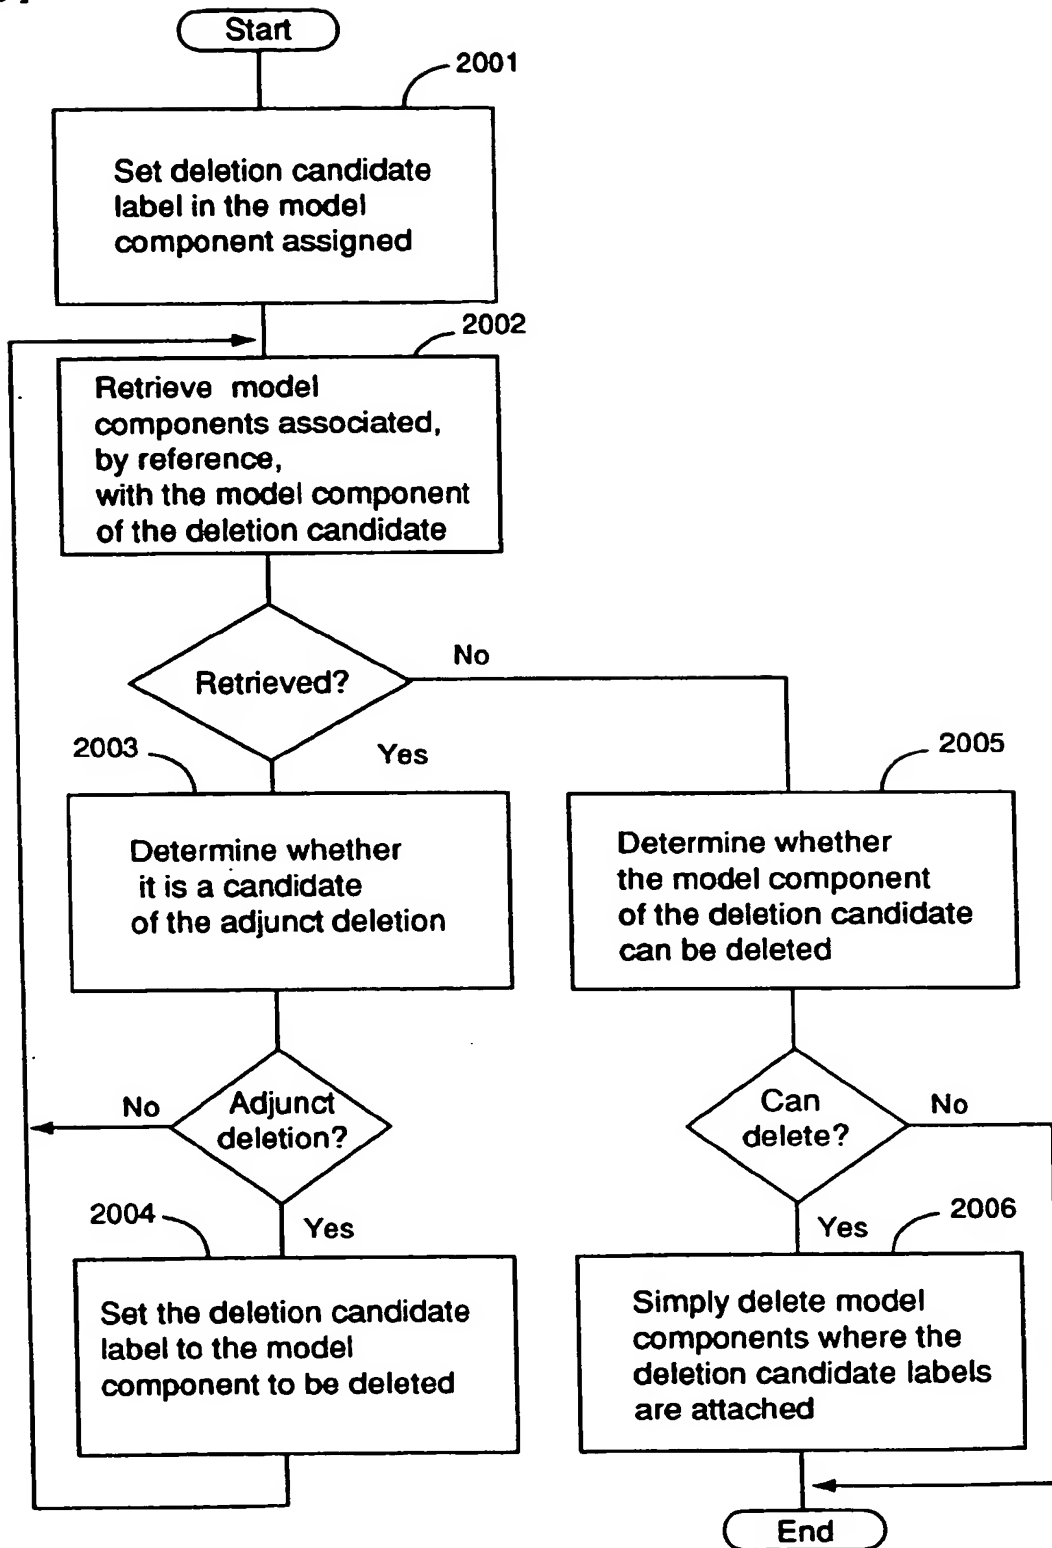 Start
2001
Set deletion candidate
label in the model
component assigned
2002
Retrieve model
components associated,
by reference,
with the model component
of the deletion candidate
Retrieved?
No
Yes
2003
Determine whether
it is a candidate
of the adjunct deletion
2005
Determine whether
the model component
of the deletion candidate
can be deleted
Adjunct
deletion?
No
Yes
Can
delete?
No
Yes
2004
Set the deletion candidate
label to the model
component to be deleted
2006
Simply delete model
components where the
deletion candidate labels
are attached
End